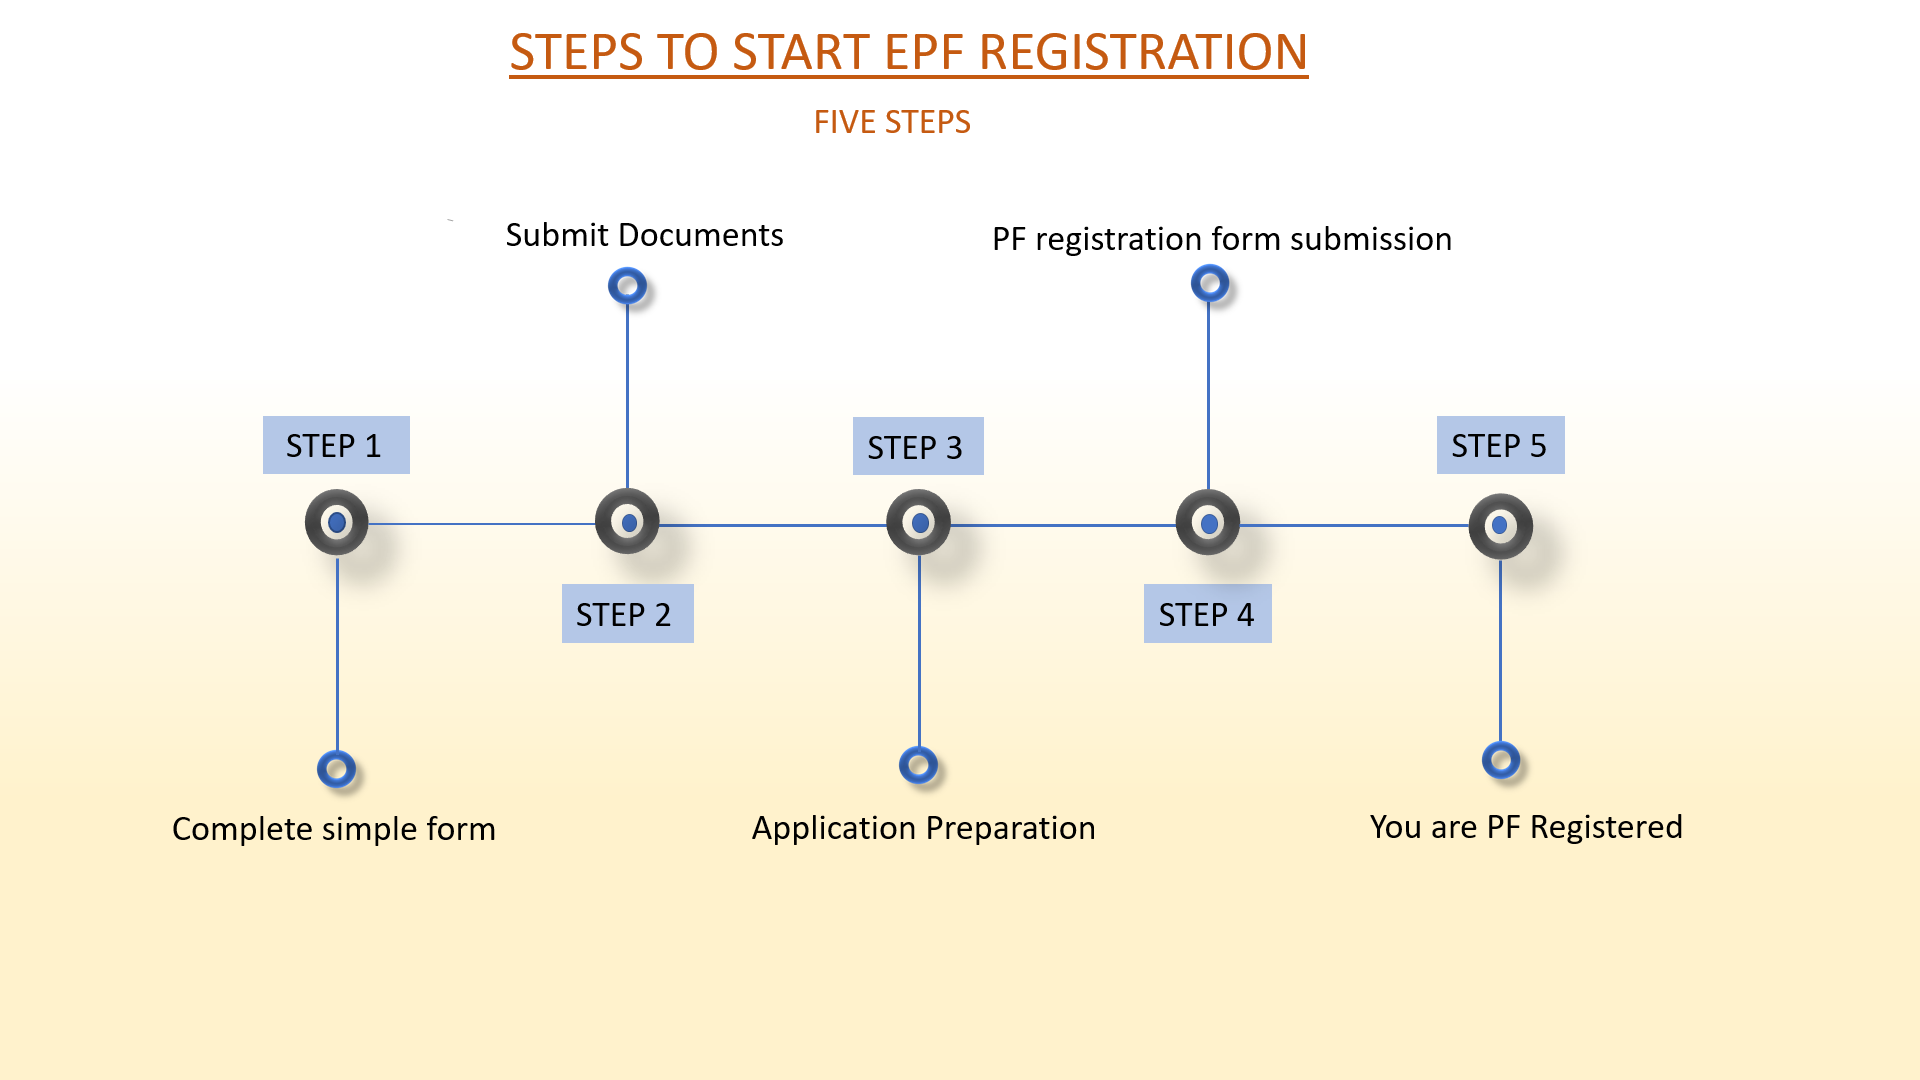 STEPS TO START EPF REGISTRATION
FIVE STEPS
Submit Documents
PF registration form submission
STEP 1
STEP 3
STEP 5
STEP 2
STEP 4
Complete simple form
Application Preparation
You are PF Registered